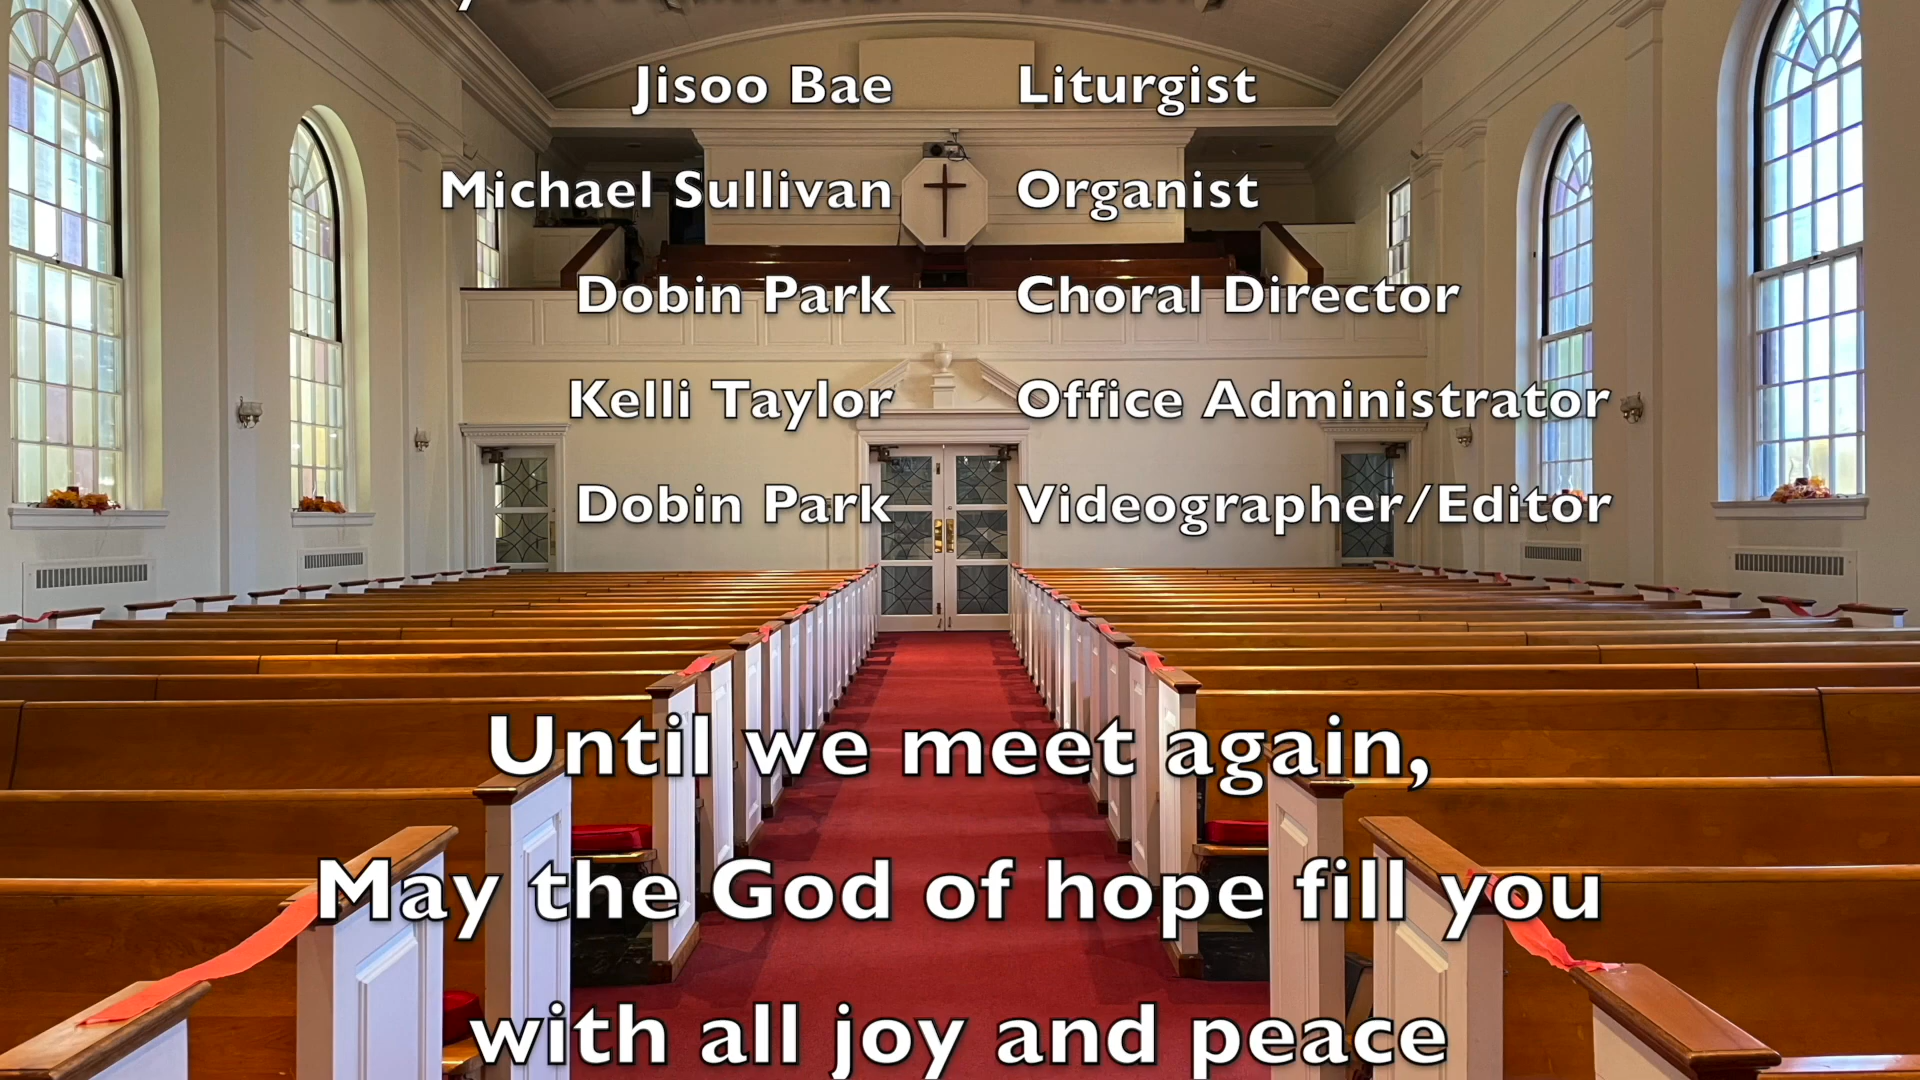 Jisoo Bae Liturgist
Michael Sullivan Organist
Dobin Park Choral Director
Kelli Taylor Office Administrator
Dobin Park Videographer/Editor
Until we meet again,
May the God of hope fill you
with all joy and peace